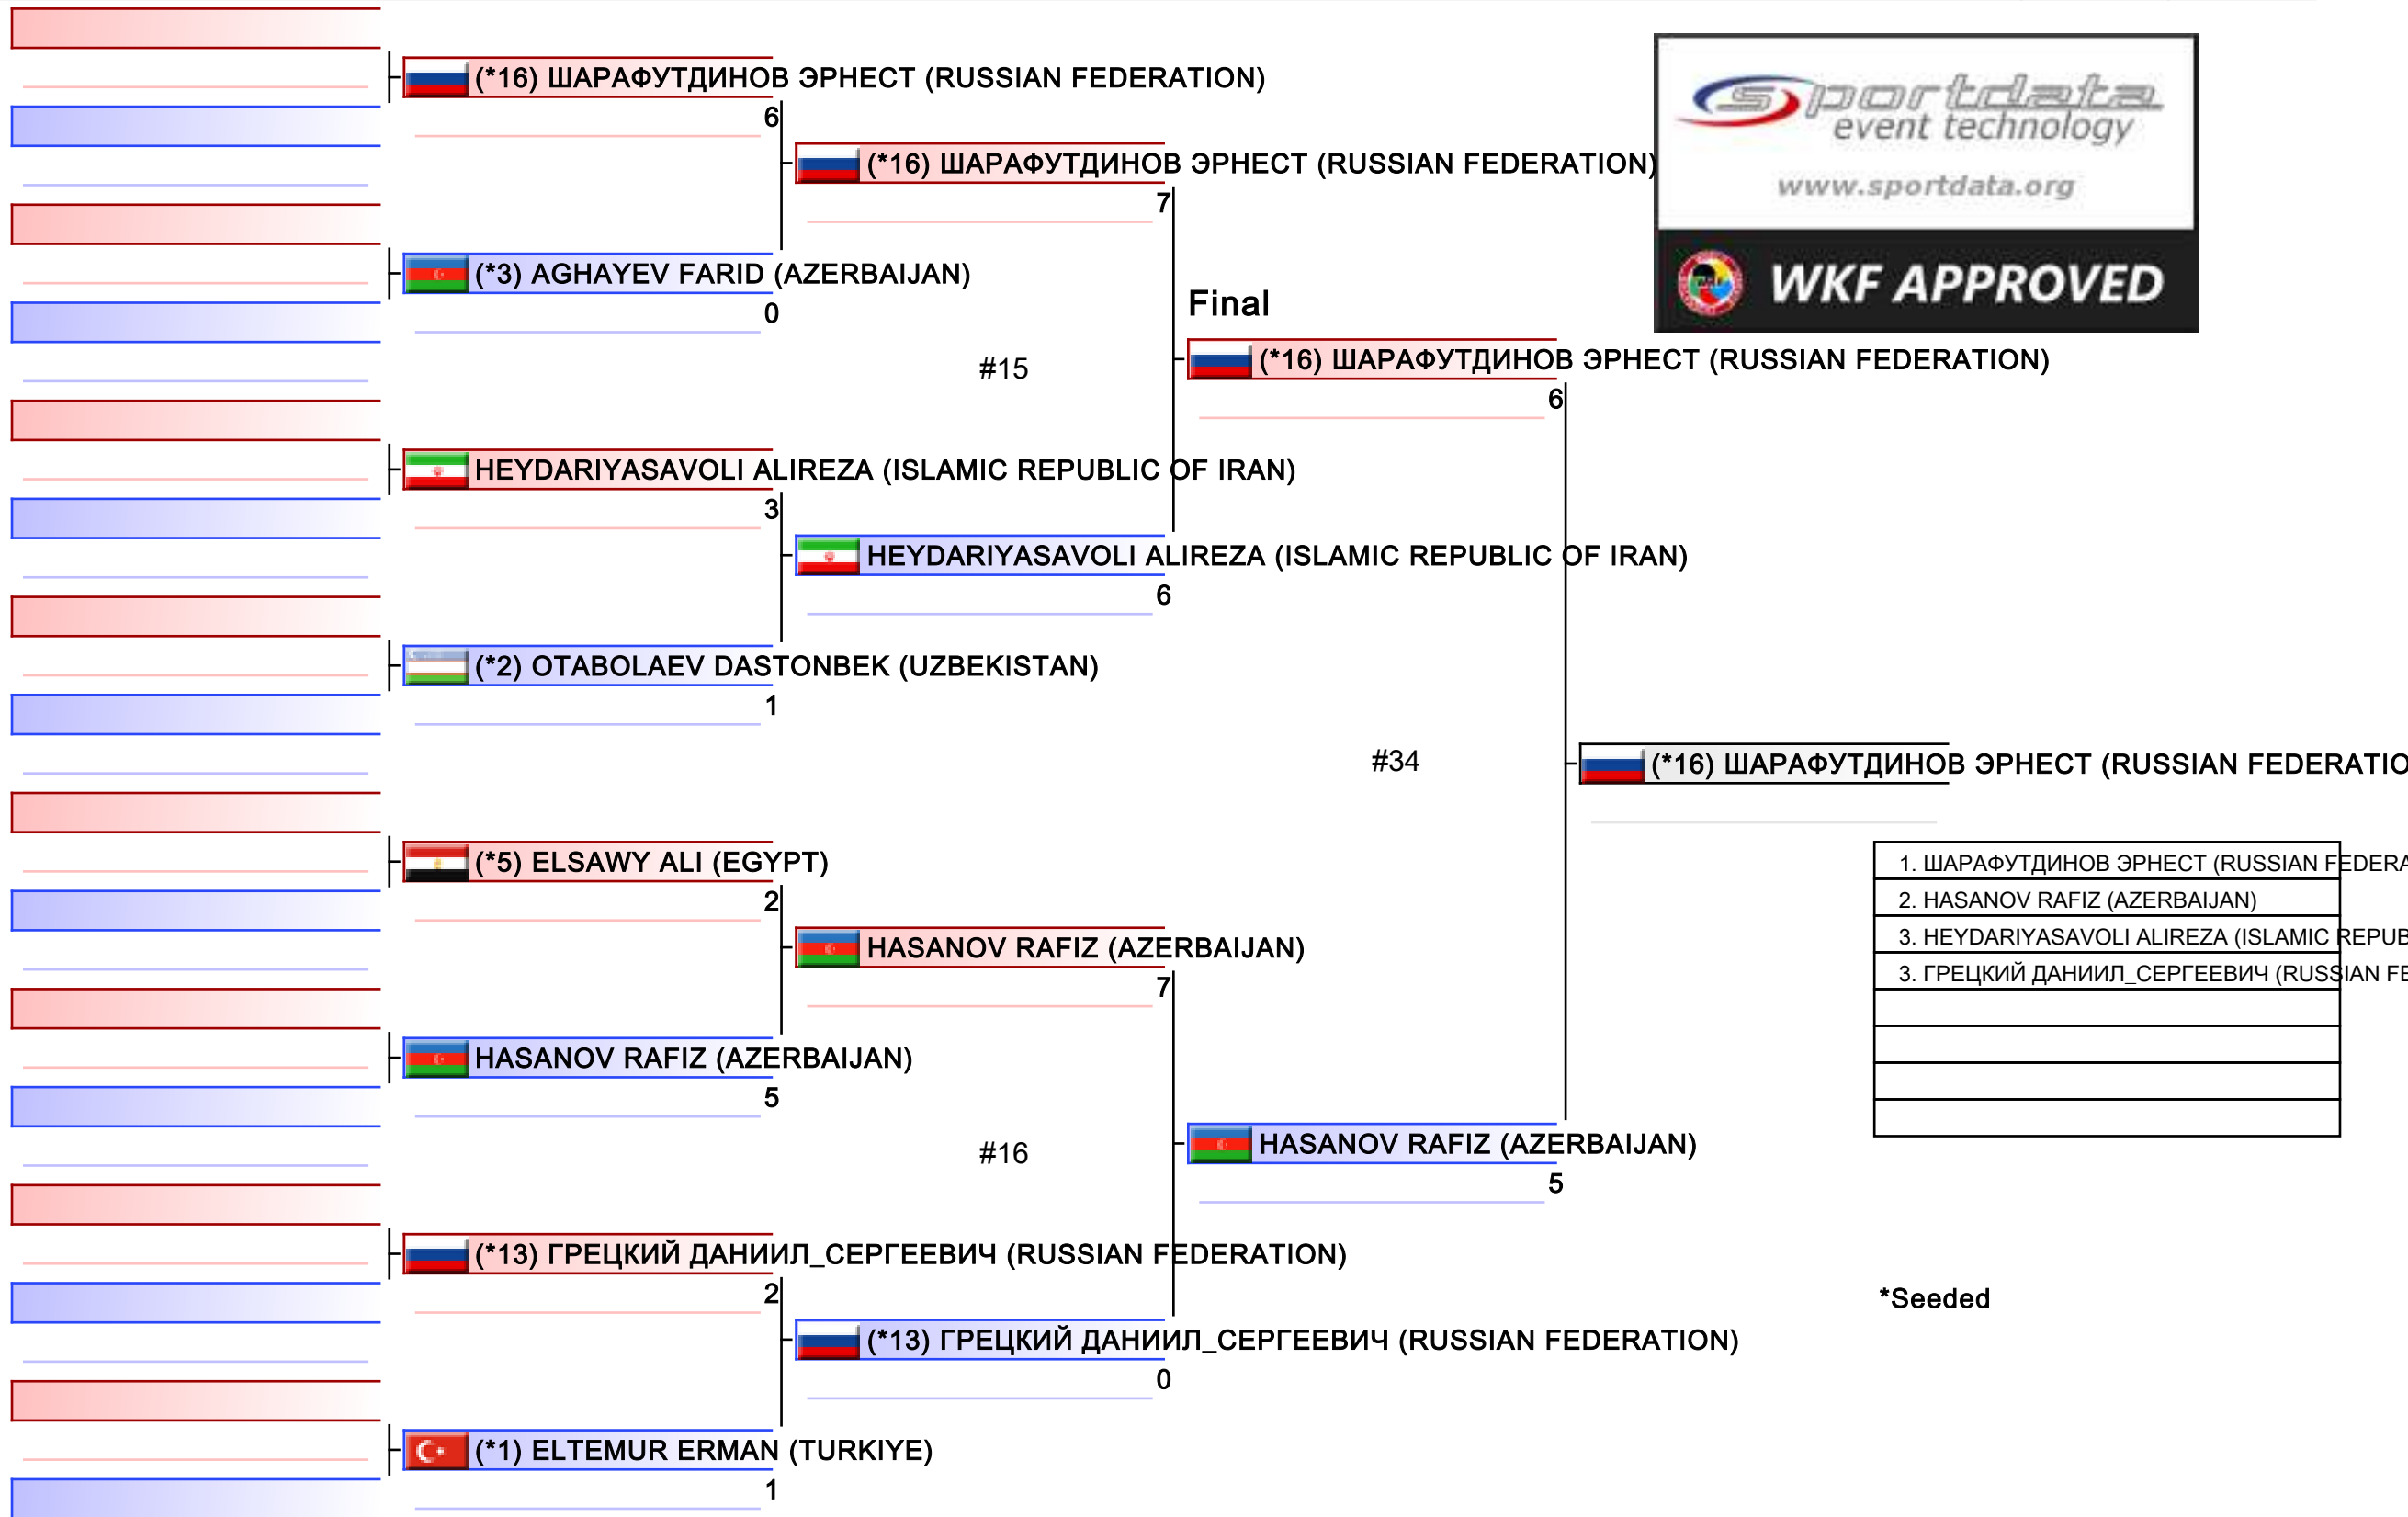 (*16) ШАРАФУТДИНОВ ЭРНЕСТ (RUSSIAN FEDERATION)
6
(*3) AGHAYEV FARID (AZERBAIJAN)
0
HEYDARIYASAVOLI ALIREZA (ISLAMIC REPUBLIC OF IRAN)
3
(*2) OTABOLAEV DASTONBEK (UZBEKISTAN)
1
(*5) ELSAWY ALI (EGYPT)
2
HASANOV RAFIZ (AZERBAIJAN)
5
(*13) ГРЕЦКИЙ ДАНИИЛ_СЕРГЕЕВИЧ (RUSSIAN FEDERATION)
2
(*1) ELTEMUR ERMAN (TURKIYE)
1
(*16) ШАРАФУТДИНОВ ЭРНЕСТ (RUSSIAN FEDERATION)
7
#15
HEYDARIYASAVOLI ALIREZA (ISLAMIC REPUBLIC OF IRAN)
6
HASANOV RAFIZ (AZERBAIJAN)
7
#16
(*13) ГРЕЦКИЙ ДАНИИЛ_СЕРГЕЕВИЧ (RUSSIAN FEDERATION)
0
Final
(*16) ШАРАФУТДИНОВ ЭРНЕСТ (RUSSIAN FEDERATION)
6
#34
HASANOV RAFIZ (AZERBAIJAN)
5
sportdata
event technology
www.sportdata.org
WKF APPROVED
(*16) ШАРАФУТДИНОВ ЭРНЕСТ (RUSSIAN FEDERATIO
1. ШАРАФУТДИНОВ ЭРНЕСТ (RUSSIAN FEDERA
2. HASANOV RAFIZ (AZERBAIJAN)
3. HEYDARIYASAVOLI ALIREZA (ISLAMIC REPUB
3. ГРЕЦКИЙ ДАНИИЛ_СЕРГЕЕВИЧ (RUSSIAN FE
*Seeded